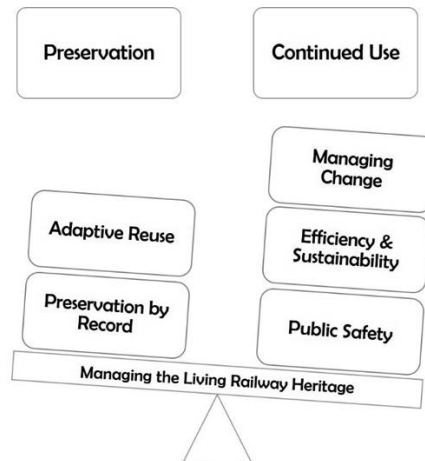 Preservation
Continued Use
Managing
Change
Adaptive Reuse
Efficiency &
Sustainability
Preservation by
Record
Public Safety
Managing the Living Railway Heritage